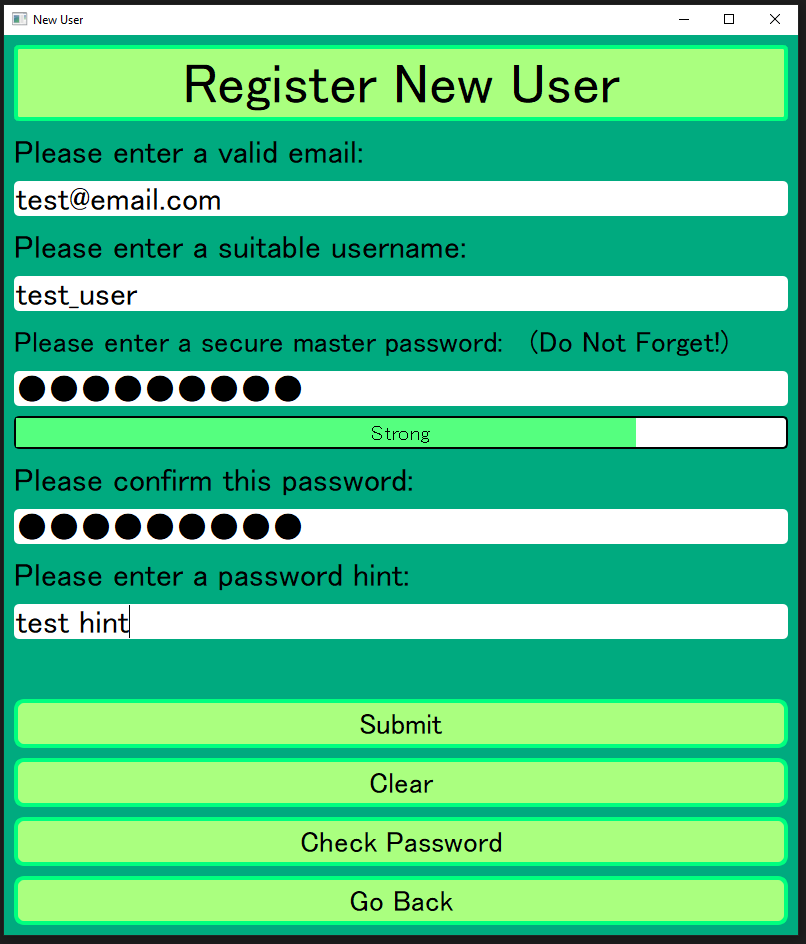 New User
Register New User
Please enter a valid email:
test@email.com
Please enter a suitable username:
test_user
Please enter a secure master password: (Do Not Forget!)
●●●●●●●●●
Strong
Please confirm this password:
●●●●●●●●●
Please enter a password hint:
test hint
Submit
Clear
Check Password
Go Back